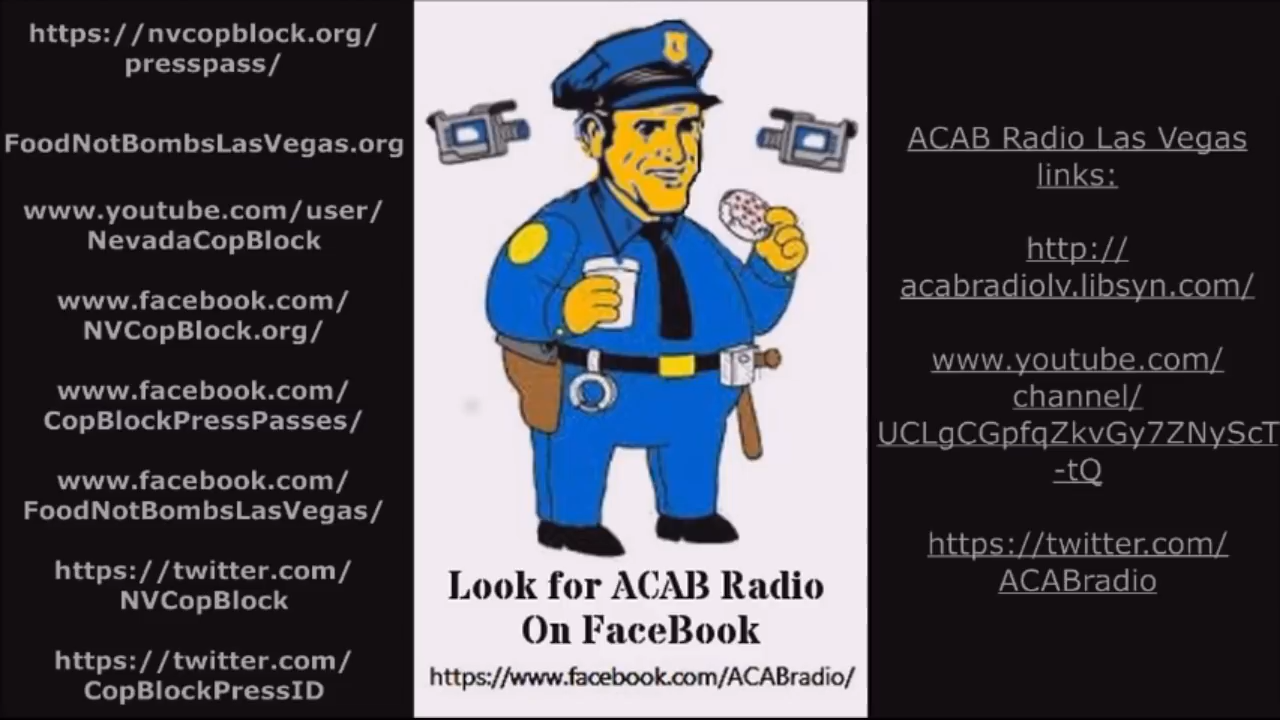 https://nvcopblock.org/
presspass/
FoodNotBombsLasVegas.org
www.youtube.com/user/
NevadaCopBlock
www.facebook.com/
NVCopBlock.org/
www.facebook.com/
CopBlockPressPasses/
www.facebook.com/
FoodNotBombsLasVegas/
https://twitter.com/
NVCopBlock
https://twitter.com/
CopBlockPressID
Look for ACAB Radio
On FaceBook
https://www.facebook.com/ACABradio/
ACAB Radio Las Vegas
links:
http://
acabradiolv.libsyn.com/
www.youtube.com/
channel/
UCLgCGpfqZkvGy7ZNyScT
-tQ
https://twitter.com/
ACABradio